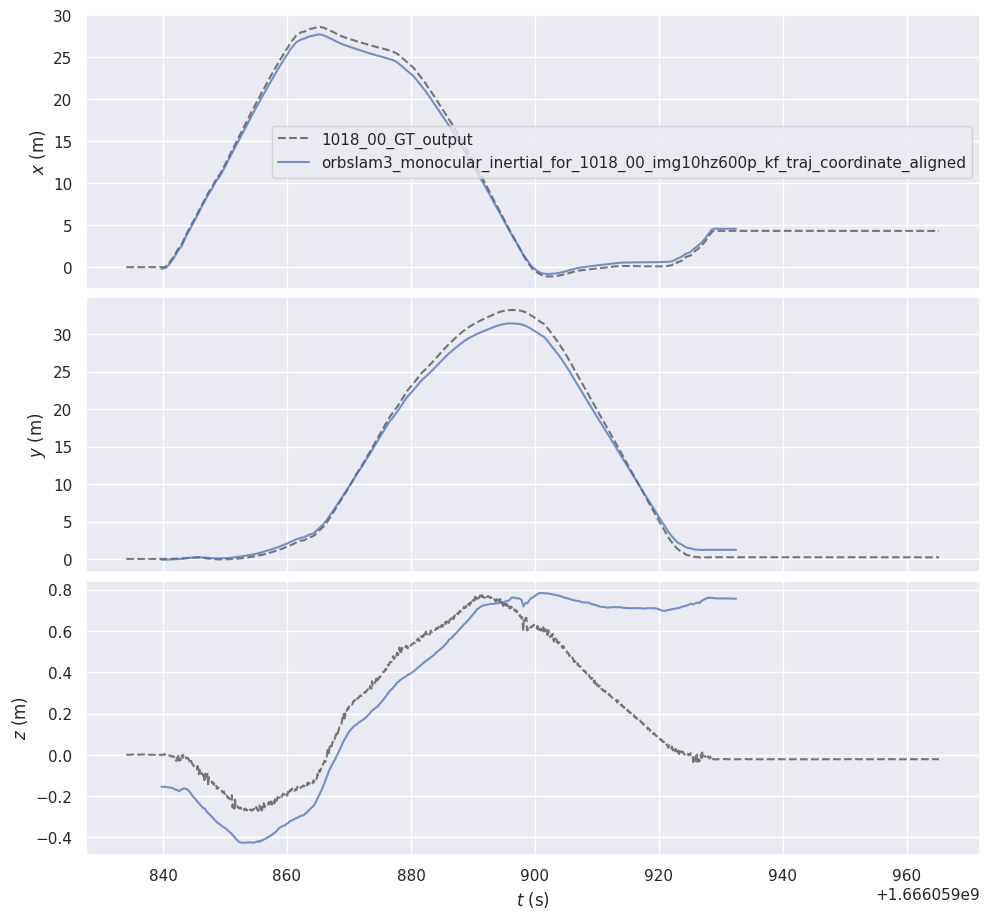 30
25
20
15
10
5
0
x (m)
1018_00_GT_output
orbslam3_monocular_inertial_for_1018_00_img10hz600p_kf_traj_coordinate_aligned
30
25
20
15
10
5
0
y (m)
0.8
0.6
0.4
0.2
0.0
−0.2
−0.4
z (m)
840 860 880 900 920 940 960
t (s)
+1.666059e9